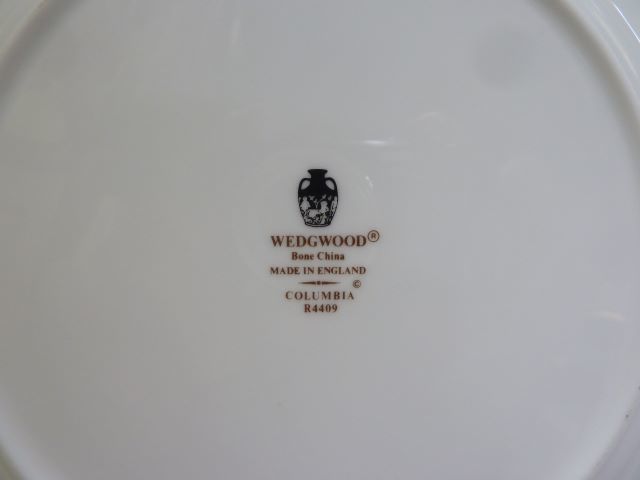 WEDGWOOD®
Bone China
MADE IN ENGLAND
©
COLUMBIA
R4409